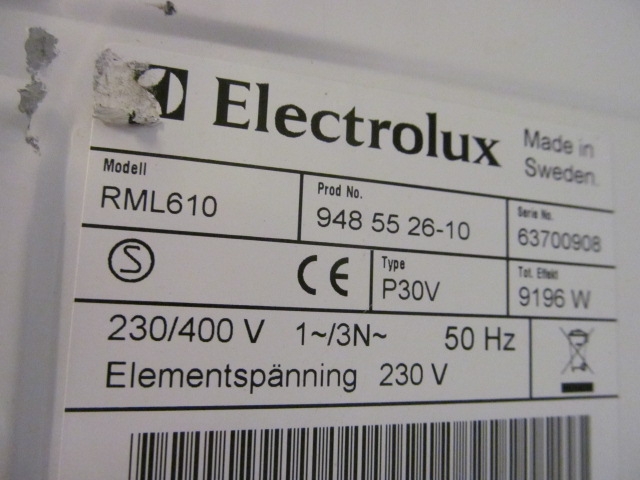 Electrolux
Made in
Sweden.
Modell
RML610
Prod No.
948 55 26-10
Serie No.
63700908
S
CE
Type
P30V
Tot. Effekt
9196 W
230/400 V 1~/3N~ 50 Hz
Elementspänning 230 V